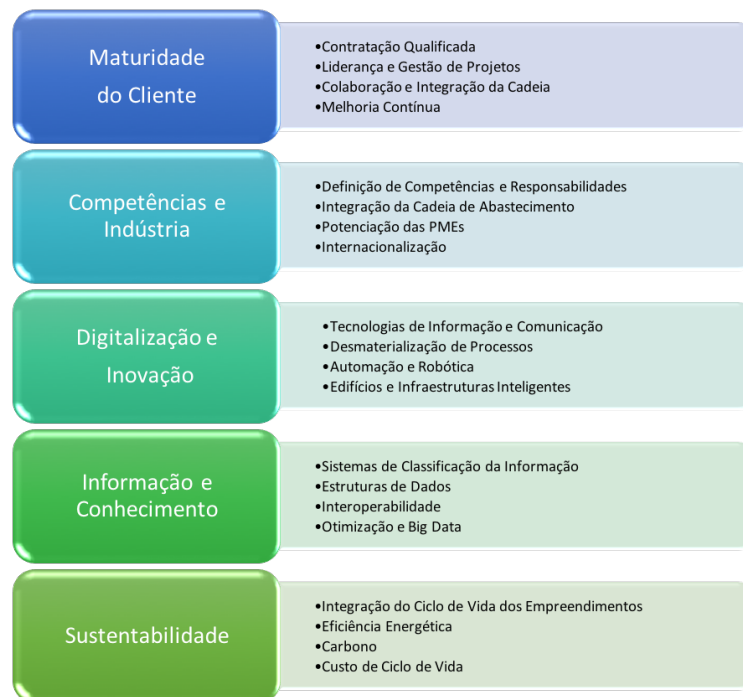 Maturidade
do Cliente
•Contratação Qualificada
•Liderança e Gestão de Projetos
•Colaboração e Integração da Cadeia
•Melhoria Contínua
Competências e
Indústria
•Definição de Competências e Responsabilidades
•Integração da Cadeia de Abastecimento
•Potenciação das PMEs
•Internacionalização
Digitalização e
Inovação
•Tecnologias de Informação e Comunicação
•Desmaterialização de Processos
•Automação e Robótica
•Edifícios e Infraestruturas Inteligentes
Informação e
Conhecimento
•Sistemas de Classificação da Informação
•Estruturas de Dados
•Interoperabilidade
•Otimização e Big Data
Sustentabilidade
•Integração do Ciclo de Vida dos Empreendimentos
•Eficiência Energética
•Carbono
•Custo de Ciclo de Vida